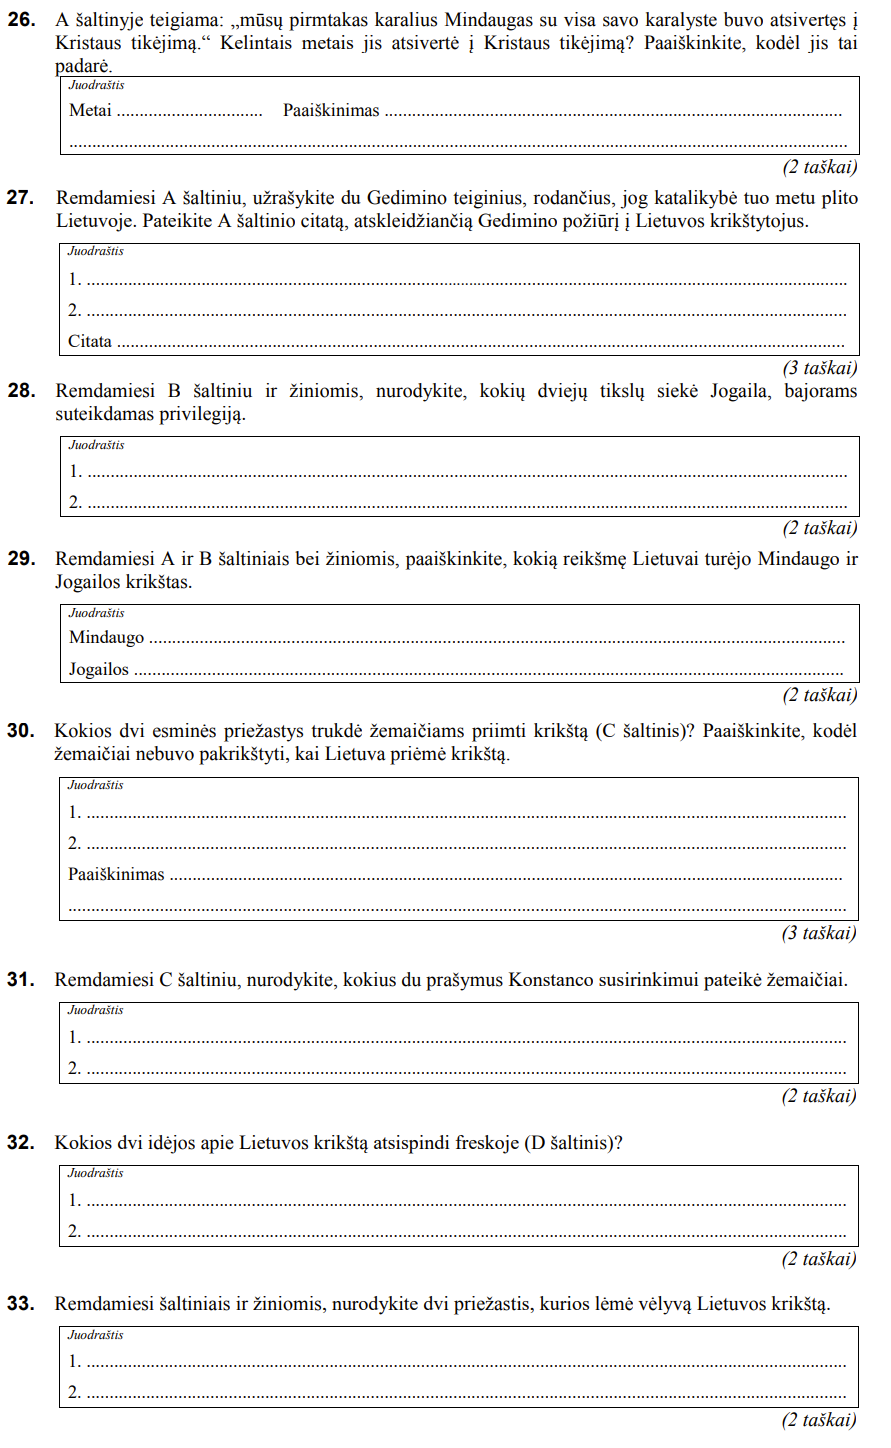 26. A šaltinyje teigiama: „mūsų pirmtakas karalius Mindaugas su visa savo karalyste buvo atsivertęs į
Kristaus tikėjimą.“ Kelintais metais jis atsivertė į Kristaus tikėjimą? Paaiškinkite, kodėl jis tai
padarė.
Juodraštis
Metai ................................ Paaiškinimas ....................................................................................................
..........................................................................................................................................................................
(2 taškai)
27. Remdamiesi A šaltiniu, užrašykite du Gedimino teiginius, rodančius, jog katalikybė tuo metu plito
Lietuvoje. Pateikite A šaltinio citatą, atskleidžiančią Gedimino požiūrį į Lietuvos krikštytojus.
Juodraštis
1. ......................................................................................................................................................................
2. ......................................................................................................................................................................
Citata ...............................................................................................................................................................
(3 taškai)
28. Remdamiesi B šaltiniu ir žiniomis, nurodykite, kokių dviejų tikslų siekė Jogaila, bajorams
suteikdamas privilegiją.
Juodraštis
1. ......................................................................................................................................................................
2. ......................................................................................................................................................................
(2 taškai)
29. Remdamiesi A ir B šaltiniais bei žiniomis, paaiškinkite, kokią reikšmę Lietuvai turėjo Mindaugo ir
Jogailos krikštas.
Juodraštis
Mindaugo ........................................................................................................................................................
Jogailos ...........................................................................................................................................................
(2 taškai)
30. Kokios dvi esminės priežastys trukdė žemaičiams priimti krikštą (C šaltinis)? Paaiškinkite, kodėl
žemaičiai nebuvo pakrikštyti, kai Lietuva priėmė krikštą.
Juodraštis
1. ......................................................................................................................................................................
2. ......................................................................................................................................................................
Paaiškinimas ...................................................................................................................................................
..........................................................................................................................................................................
(3 taškai)
31. Remdamiesi C šaltiniu, nurodykite, kokius du prašymus Konstanco susirinkimui pateikė žemaičiai.
Juodraštis
1. ......................................................................................................................................................................
2. ......................................................................................................................................................................
(2 taškai)
32. Kokios dvi idėjos apie Lietuvos krikštą atsispindi freskoje (D šaltinis)?
Juodraštis
1. ......................................................................................................................................................................
2. ......................................................................................................................................................................
(2 taškai)
33. Remdamiesi šaltiniais ir žiniomis, nurodykite dvi priežastis, kurios lėmė vėlyvą Lietuvos krikštą.
Juodraštis
1. ......................................................................................................................................................................
2. ......................................................................................................................................................................
(2 taškai)